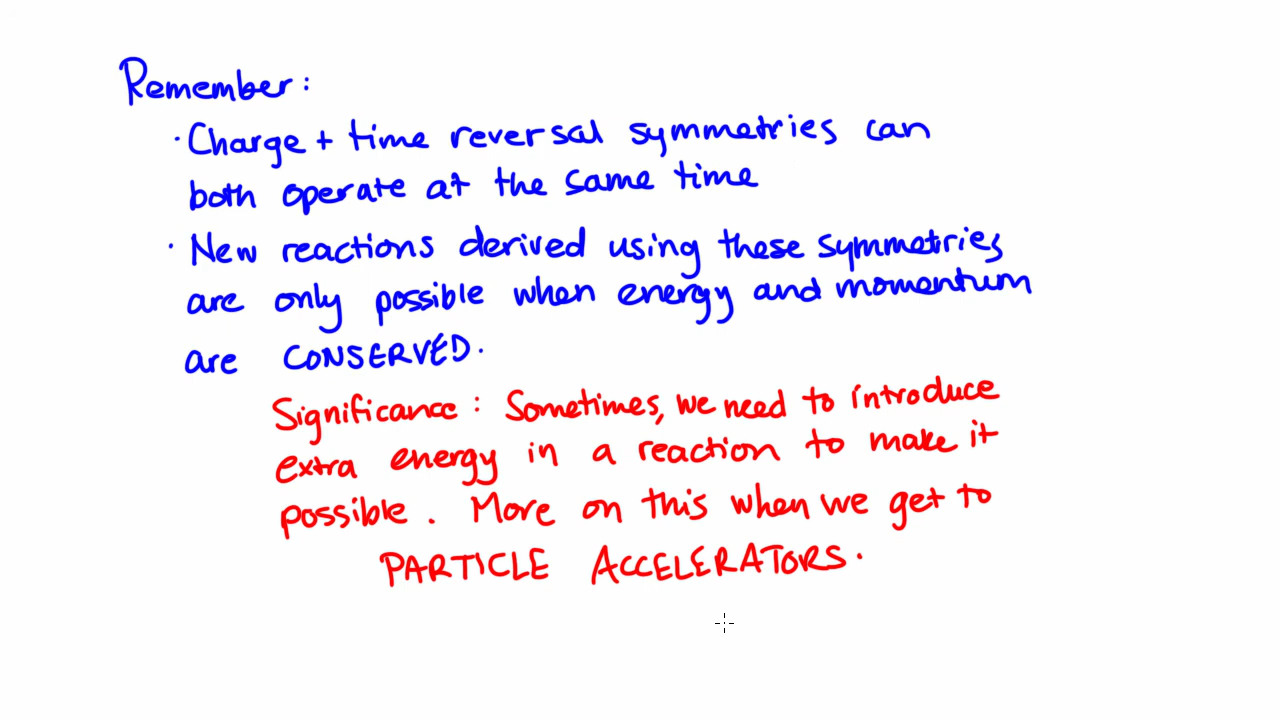 Remember:
· Charge + time reversal symmetries can
both operate at the same time
· New reactions derived using these symmetries
are only possible when energy and momentum
are CONSERVED.
Significance: Sometimes, we need to introduce
extra energy in a reaction to make it
possible. More on this when we get to
PARTICLE ACCELERATORS.